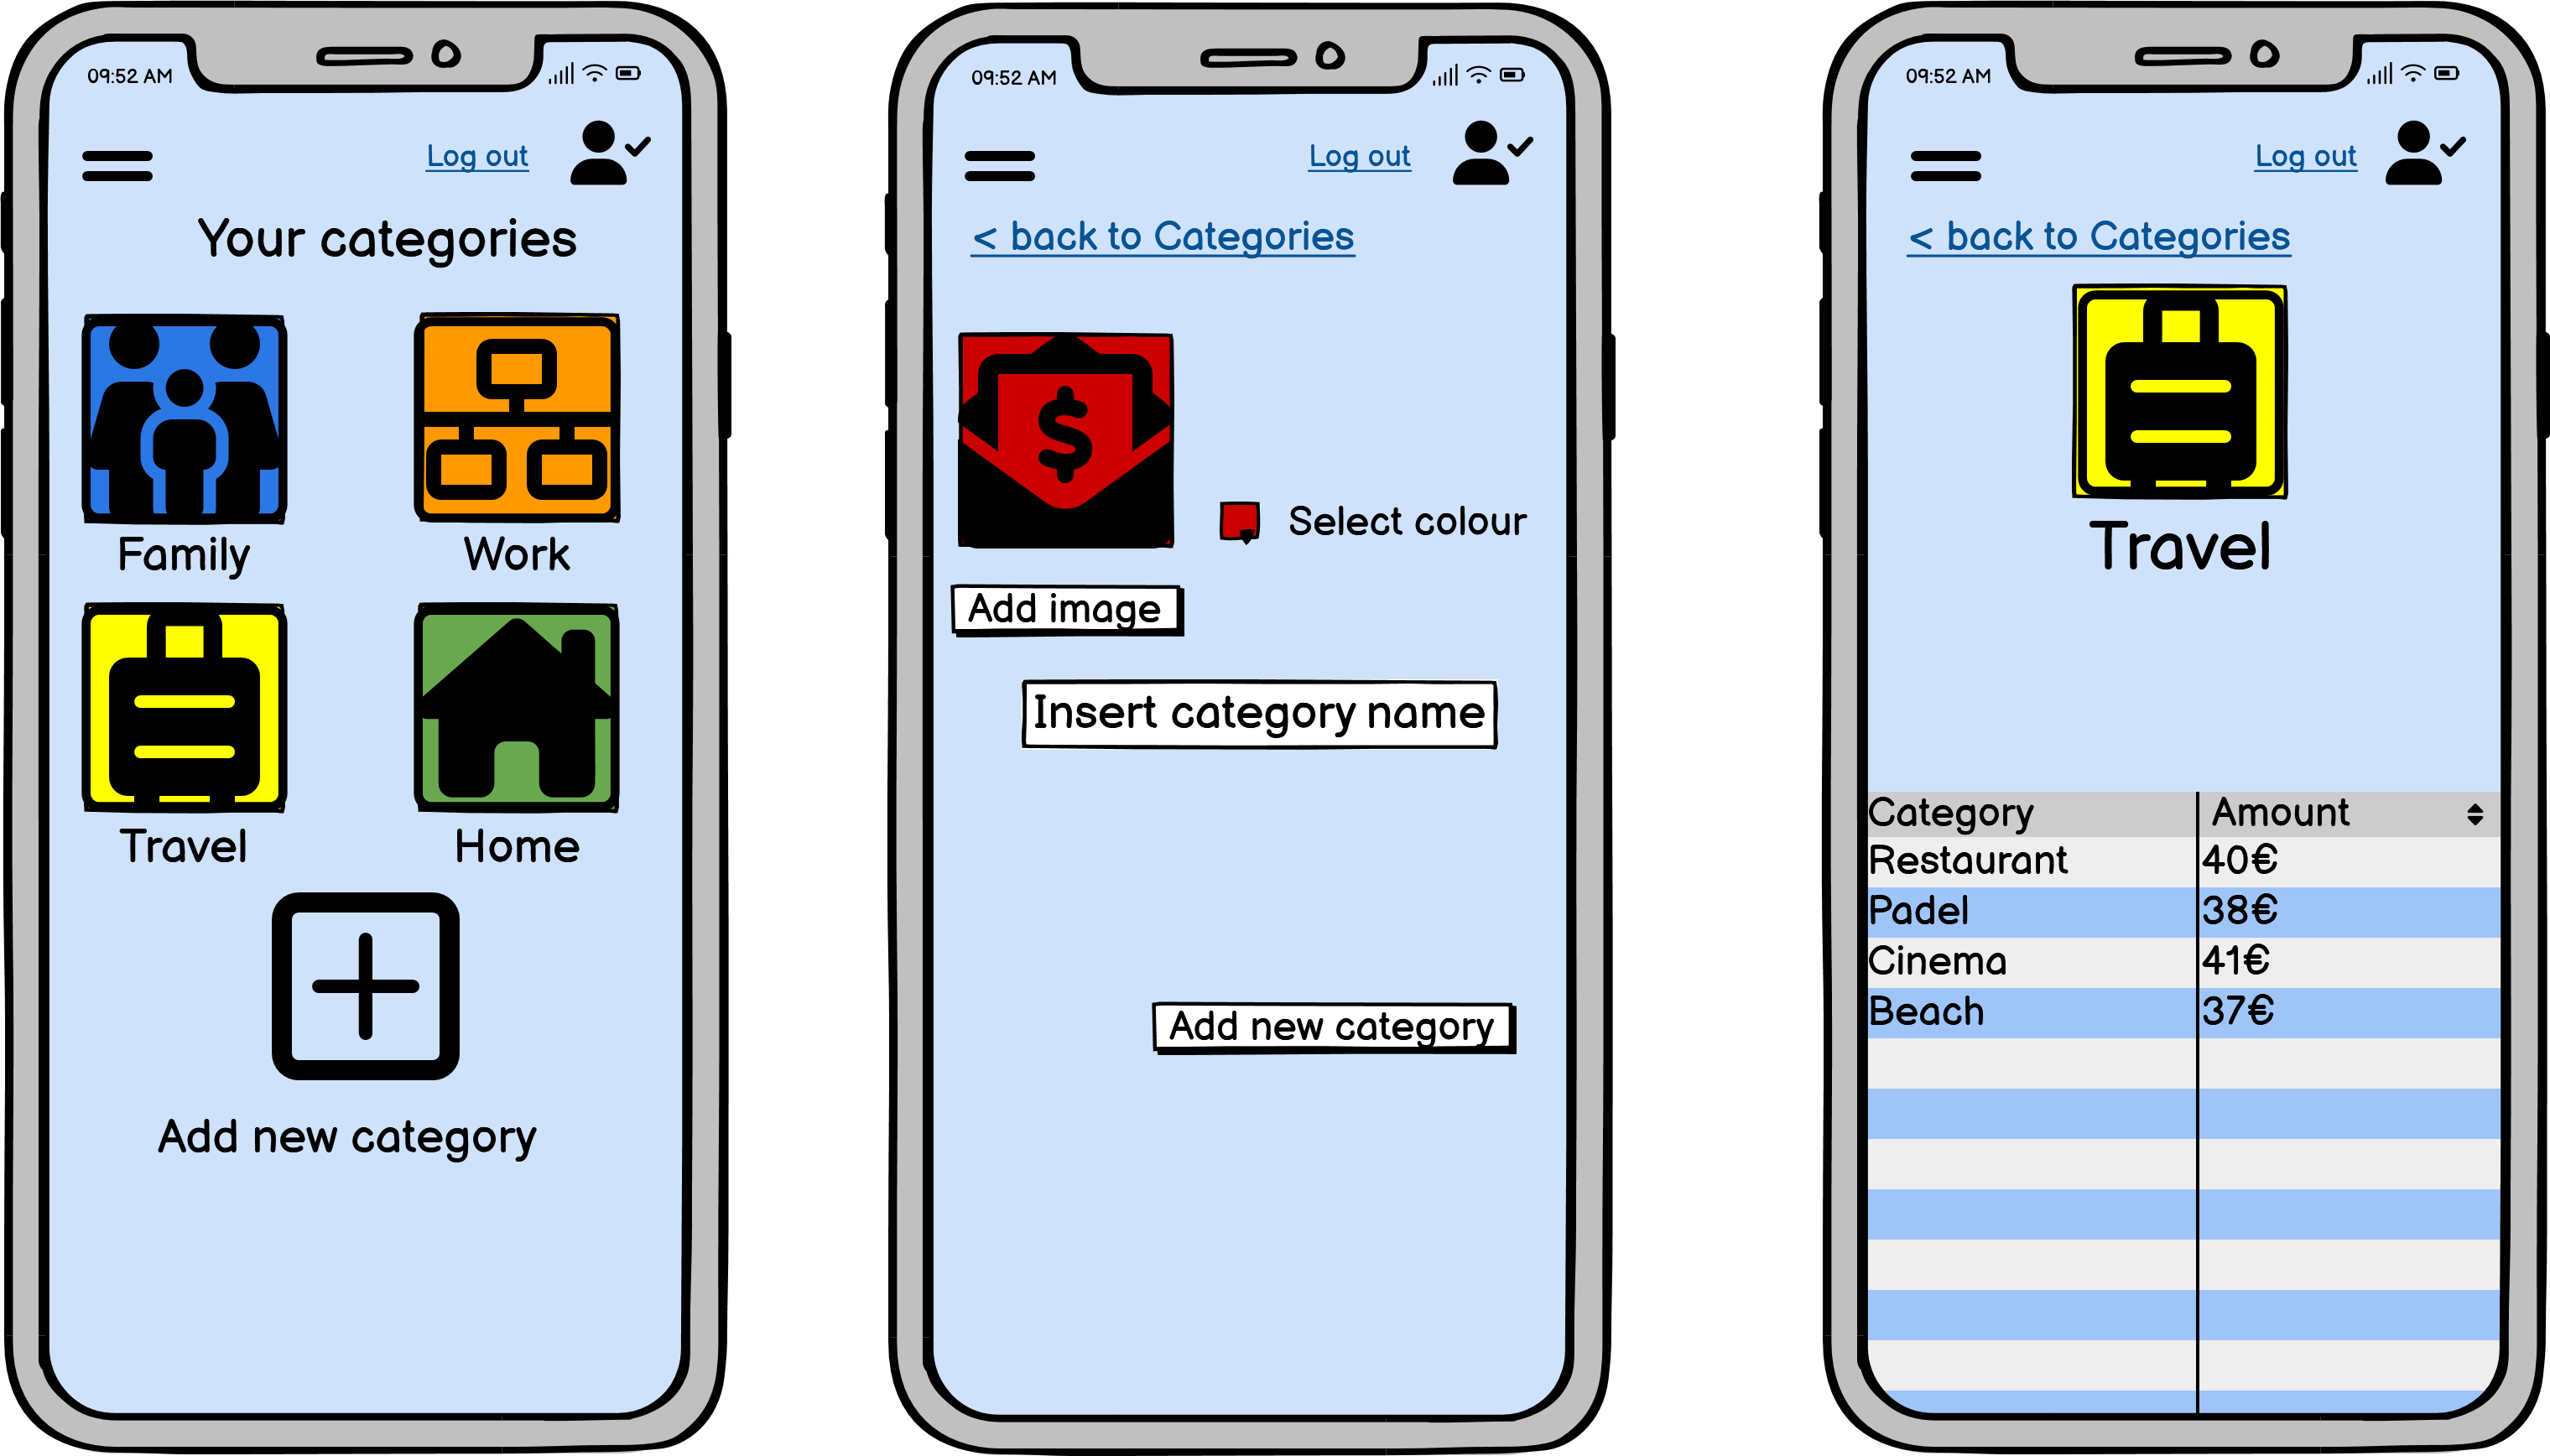 09:52 AM
Log out
Your categories
Family
Work
Travel
Home
Add new category
09:52 AM
Log out
< back to Categories
$
Select colour
Add image
Insert category name
Add new category
09:52 AM
Log out
< back to Categories
Travel
Category Amount
Restaurant 40€
Padel 38€
Cinema 41€
Beach 37€